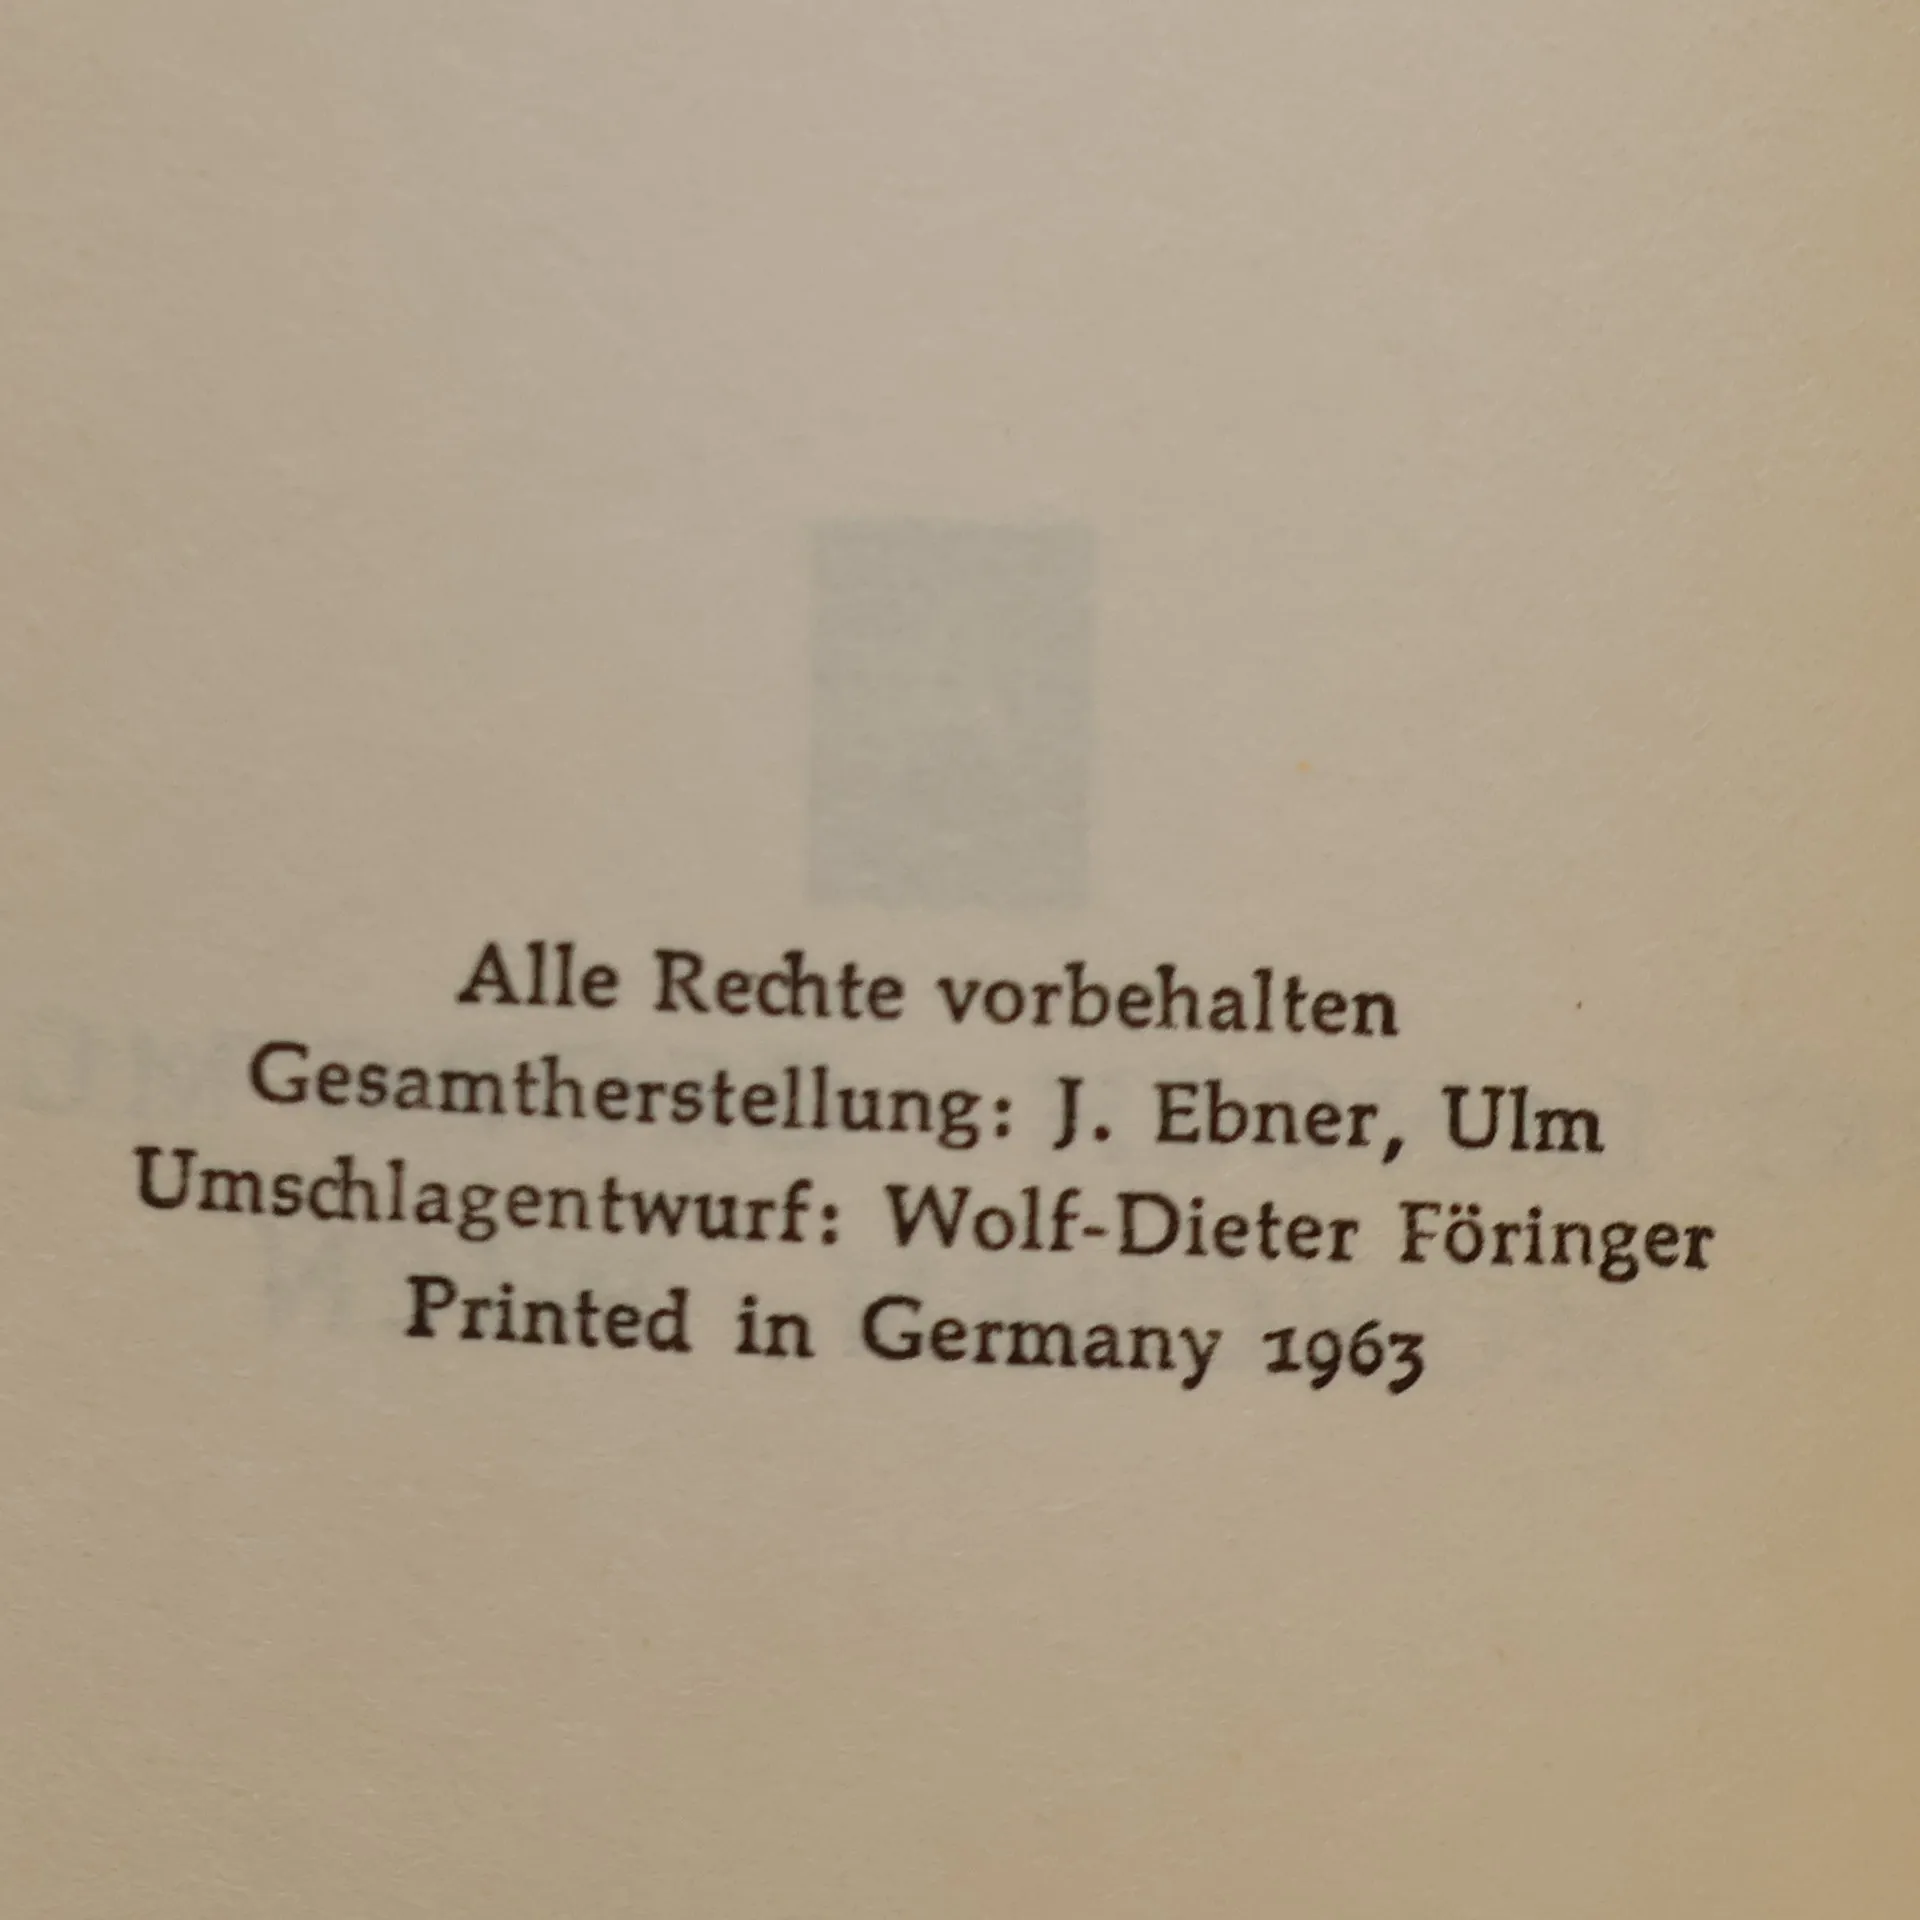 Alle Rechte vorbehalten
Gesamtherstellung: J. Ebner, Ulm
Umschlagentwurf: Wolf-Dieter Föringer
Printed in Germany 1963